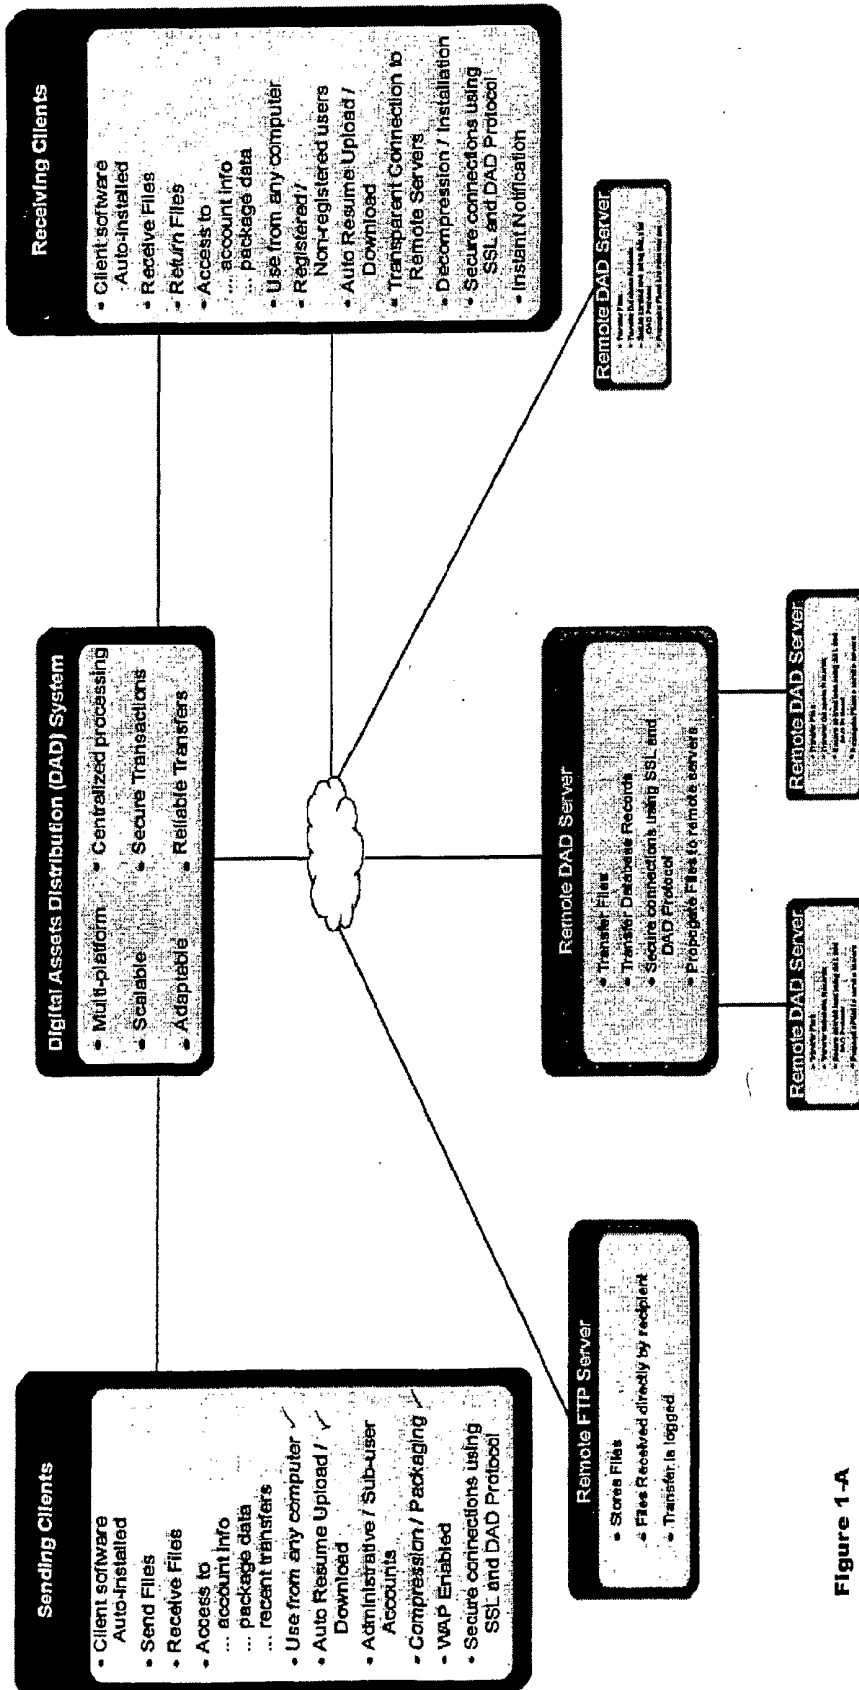 Sending Clients
• Client software
Auto-Installed
• Send Files
• Receive Files
• Access to
... account info
... package data
... recent transfers
• Use from any computer ✓
• Auto Resume Upload / ✓
Download
• Administrative / Sub-user
Accounts
• Compression / Packaging ✓
• WAP Enabled
• Secure connections using
SSL and DAD Protocol
Digital Assets Distribution (DAD) System
• Multi-platform • Centralized processing
• Scalable • Secure Transactions
• Adaptable • Reliable Transfers
Receiving Clients
• Client software
Auto-Installed
• Receive Files
• Return Files
• Access to
.... account info
... package data
• Use from any computer
• Registered /
Non-registered users
• Auto Resume Upload /
Download
• Transparent Connection to
Remote Servers
• Decompression / Installation
• Secure connections using
SSL and DAD Protocol
• Instant Notification
Remote FTP Server
• Stores Files
• Files Received directly by recipient
• Transfer is logged
Remote DAD Server
• Transfer Files
• Transfer Database Records
• Secure connections using SSL and
DAD Protocol
• Propogate Files to remote servers
Remote DAD Server
Remote DAD Server
Remote DAD Server
Figure 1-A